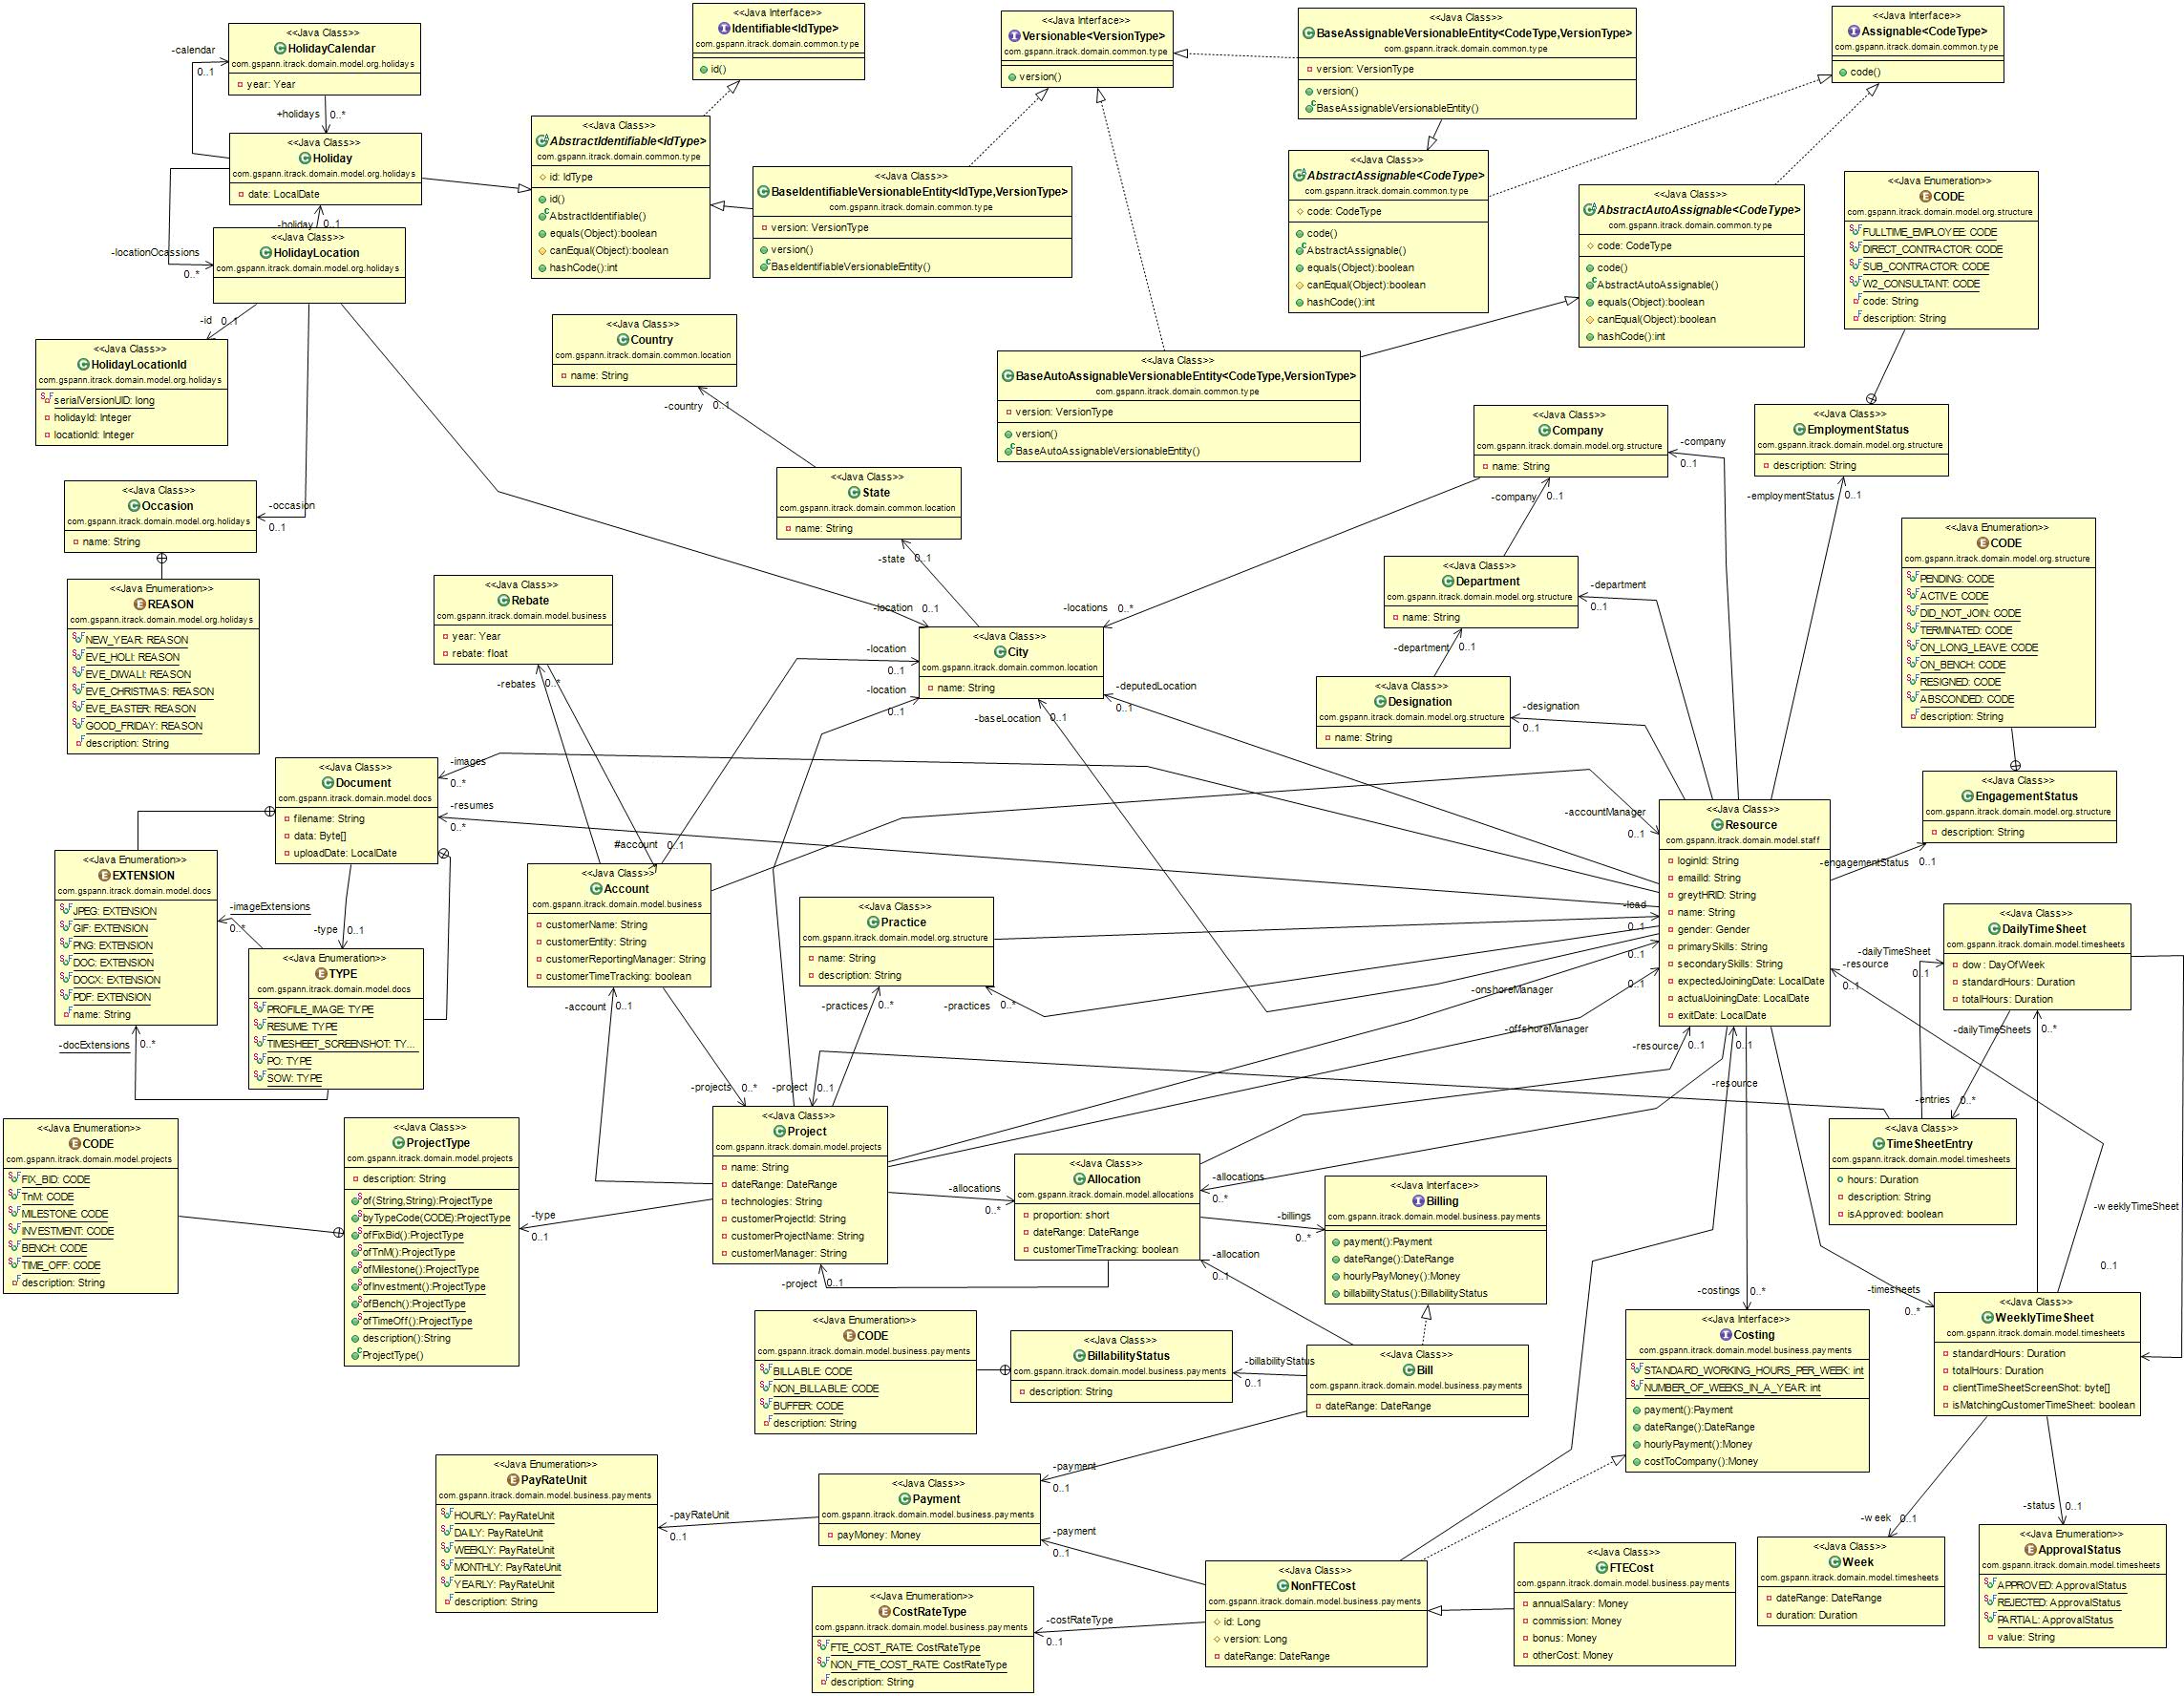 <<Java Class>>
HolidayCalendar
com.gspann.itrack.domain.model.org.holidays
year: Year
-calendar
0..1
+holidays 0..*
<<Java Class>>
Holiday
com.gspann.itrack.domain.model.org.holidays
date: LocalDate
-holiday 0..1
-locationOcassions
0..*
<<Java Class>>
HolidayLocation
com.gspann.itrack.domain.model.org.holidays
-id 0..1
<<Java Class>>
HolidayLocationId
com.gspann.itrack.domain.model.org.holidays
serialVersionUID: long
holidayId: Integer
locationId: Integer
<<Java Class>>
Occasion
com.gspann.itrack.domain.model.org.holidays
name: String
-occasion
0..1
<<Java Enumeration>>
REASON
com.gspann.itrack.domain.model.org.holidays
NEW_YEAR: REASON
EVE_HOLI: REASON
EVE_DIWALI: REASON
EVE_CHRISTMAS: REASON
EVE_EASTER: REASON
GOOD_FRIDAY: REASON
description: String
<<Java Interface>>
Identifiable<IdType>
com.gspann.itrack.domain.common.type
id()
<<Java Class>>
AbstractIdentifiable<IdType>
com.gspann.itrack.domain.common.type
id: IdType
id()
AbstractIdentifiable()
equals(Object):boolean
canEqual(Object):boolean
hashCode():int
<<Java Class>>
BaseIdentifiableVersionableEntity<IdType,VersionType>
com.gspann.itrack.domain.common.type
version: VersionType
version()
BaseIdentifiableVersionableEntity()
<<Java Interface>>
Versionable<VersionType>
com.gspann.itrack.domain.common.type
version()
<<Java Class>>
BaseAssignableVersionableEntity<CodeType,VersionType>
com.gspann.itrack.domain.common.type
version: VersionType
version()
BaseAssignableVersionableEntity()
<<Java Interface>>
Assignable<CodeType>
com.gspann.itrack.domain.common.type
code()
<<Java Class>>
AbstractAssignable<CodeType>
com.gspann.itrack.domain.common.type
code: CodeType
code()
AbstractAssignable()
equals(Object):boolean
canEqual(Object):boolean
hashCode():int
<<Java Class>>
AbstractAutoAssignable<CodeType>
com.gspann.itrack.domain.common.type
code: CodeType
code()
AbstractAutoAssignable()
equals(Object):boolean
canEqual(Object):boolean
hashCode():int
<<Java Enumeration>>
CODE
com.gspann.itrack.domain.model.org.structure
FULLTIME_EMPLOYEE: CODE
DIRECT_CONTRACTOR: CODE
SUB_CONTRACTOR: CODE
W2_CONSULTANT: CODE
code: String
description: String
<<Java Class>>
BaseAutoAssignableVersionableEntity<CodeType,VersionType>
com.gspann.itrack.domain.common.type
version: VersionType
version()
BaseAutoAssignableVersionableEntity()
<<Java Class>>
Country
com.gspann.itrack.domain.common.location
name: String
-country 0..1
<<Java Class>>
State
com.gspann.itrack.domain.common.location
name: String
-state 0..1
<<Java Class>>
Company
com.gspann.itrack.domain.model.org.structure
name: String
-company
0..1
-company 0..1
<<Java Class>>
EmploymentStatus
com.gspann.itrack.domain.model.org.structure
description: String
-employmentStatus 0..1
<<Java Class>>
Department
com.gspann.itrack.domain.model.org.structure
name: String
-department
0..1
-department 0..1
<<Java Class>>
Designation
com.gspann.itrack.domain.model.org.structure
name: String
-designation
0..1
<<Java Enumeration>>
CODE
com.gspann.itrack.domain.model.org.structure
PENDING: CODE
ACTIVE: CODE
DID_NOT_JOIN: CODE
TERMINATED: CODE
ON_LONG_LEAVE: CODE
ON_BENCH: CODE
RESIGNED: CODE
ABSCONDED: CODE
description: String
<<Java Class>>
EngagementStatus
com.gspann.itrack.domain.model.org.structure
description: String
-engagementStatus 0..1
<<Java Class>>
Rebate
com.gspann.itrack.domain.model.business
year: Year
rebate: float
-rebates 0..*
-location 0..1
-locations 0..*
<<Java Class>>
City
com.gspann.itrack.domain.common.location
name: String
-location
0..1
-location
0..1
-baseLocation 0..1
-deputedLocation
0..1
<<Java Class>>
Document
com.gspann.itrack.domain.model.docs
filename: String
data: Byte[]
uploadDate: LocalDate
-images
0..*
-resumes
0..*
<<Java Enumeration>>
EXTENSION
com.gspann.itrack.domain.model.docs
JPEG: EXTENSION
GIF: EXTENSION
PNG: EXTENSION
DOC: EXTENSION
DOCX: EXTENSION
PDF: EXTENSION
name: String
-imageExtensions
0..*
-type 0..1
-docExtensions 0..*
<<Java Enumeration>>
TYPE
com.gspann.itrack.domain.model.docs
PROFILE_IMAGE: TYPE
RESUME: TYPE
TIMESHEET_SCREENSHOT: TY...
PO: TYPE
SOW: TYPE
#account 0..1
<<Java Class>>
Account
com.gspann.itrack.domain.model.business
customerName: String
customerEntity: String
customerReportingManager: String
customerTimeTracking: boolean
-account 0..1
-accountManager
0..1
<<Java Class>>
Practice
com.gspann.itrack.domain.model.org.structure
name: String
description: String
-practices 0..*
-practices 0..*
<<Java Class>>
Resource
com.gspann.itrack.domain.model.staff
loginId: String
emailId: String
greytHRID: String
name: String
gender: Gender
primarySkills: String
secondarySkills: String
expectedJoiningDate: LocalDate
actualJoiningDate: LocalDate
exitDate: LocalDate
-lead
0..1
0..1
-onshoreManager
0..1
-offshoreManager
-resource 0..1
0..1
-resource
-resource
0..1
<<Java Class>>
DailyTimeSheet
com.gspann.itrack.domain.model.timesheets
dow : DayOfWeek
standardHours: Duration
totalHours: Duration
-dailyTimeSheet
0..1
-dailyTimeSheets 0..*
-entries 0..*
<<Java Class>>
TimeSheetEntry
com.gspann.itrack.domain.model.timesheets
hours: Duration
description: String
isApproved: boolean
-weeklyTimeSheet
0..1
-projects 0..*
-project 0..1
<<Java Class>>
Project
com.gspann.itrack.domain.model.projects
name: String
dateRange: DateRange
technologies: String
customerProjectId: String
customerProjectName: String
customerManager: String
-project 0..1
<<Java Enumeration>>
CODE
com.gspann.itrack.domain.model.projects
FIX_BID: CODE
TnM: CODE
MILESTONE: CODE
INVESTMENT: CODE
BENCH: CODE
TIME_OFF: CODE
description: String
<<Java Class>>
ProjectType
com.gspann.itrack.domain.model.projects
description: String
of(String,String):ProjectType
byTypeCode(CODE):ProjectType
ofFixBid():ProjectType
ofTnM():ProjectType
ofMilestone():ProjectType
ofInvestment():ProjectType
ofBench():ProjectType
ofTimeOff():ProjectType
description():String
ProjectType()
-type
0..1
-allocations
0..*
<<Java Class>>
Allocation
com.gspann.itrack.domain.model.allocations
proportion: short
dateRange: DateRange
customerTimeTracking: boolean
-allocations
0..*
-billings
0..*
-allocation
0..1
<<Java Interface>>
Billing
com.gspann.itrack.domain.model.business.payments
payment():Payment
dateRange():DateRange
hourlyPayMoney():Money
billabilityStatus():BillabilityStatus
<<Java Enumeration>>
CODE
com.gspann.itrack.domain.model.business.payments
BILLABLE: CODE
NON_BILLABLE: CODE
BUFFER: CODE
description: String
<<Java Class>>
BillabilityStatus
com.gspann.itrack.domain.model.business.payments
description: String
-billabilityStatus
0..1
<<Java Class>>
Bill
com.gspann.itrack.domain.model.business.payments
dateRange: DateRange
-costings 0..*
<<Java Interface>>
Costing
com.gspann.itrack.domain.model.business.payments
STANDARD_WORKING_HOURS_PER_WEEK: int
NUMBER_OF_WEEKS_IN_A_YEAR: int
payment():Payment
dateRange():DateRange
hourlyPayment():Money
costToCompany():Money
-timesheets
0..*
<<Java Class>>
WeeklyTimeSheet
com.gspann.itrack.domain.model.timesheets
standardHours: Duration
totalHours: Duration
clientTimeSheetScreenShot: byte[]
isMatchingCustomerTimeSheet: boolean
-status 0..1
-week 0..1
<<Java Class>>
Week
com.gspann.itrack.domain.model.timesheets
dateRange: DateRange
duration: Duration
<<Java Enumeration>>
ApprovalStatus
com.gspann.itrack.domain.model.timesheets
APPROVED: ApprovalStatus
REJECTED: ApprovalStatus
PARTIAL: ApprovalStatus
value: String
<<Java Enumeration>>
PayRateUnit
com.gspann.itrack.domain.model.business.payments
HOURLY: PayRateUnit
DAILY: PayRateUnit
WEEKLY: PayRateUnit
MONTHLY: PayRateUnit
YEARLY: PayRateUnit
description: String
-payRateUnit
0..1
<<Java Class>>
Payment
com.gspann.itrack.domain.model.business.payments
payMoney: Money
-payment
0..1
-payment
0..1
<<Java Enumeration>>
CostRateType
com.gspann.itrack.domain.model.business.payments
FTE_COST_RATE: CostRateType
NON_FTE_COST_RATE: CostRateType
description: String
-costRateType
0..1
<<Java Class>>
NonFTECost
com.gspann.itrack.domain.model.business.payments
id: Long
version: Long
dateRange: DateRange
<<Java Class>>
FTECost
com.gspann.itrack.domain.model.business.payments
annualSalary: Money
commission: Money
bonus: Money
otherCost: Money